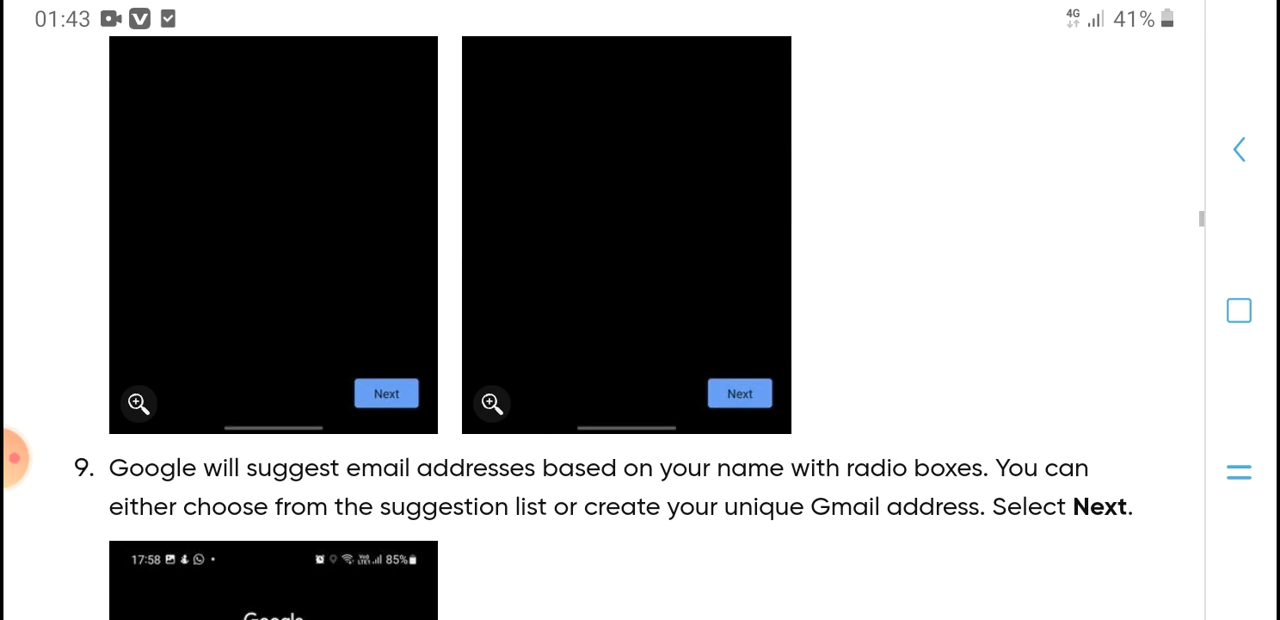 01:43 4G 41%
Next Next
9. Google will suggest email addresses based on your name with radio boxes. You can
either choose from the suggestion list or create your unique Gmail address. Select Next.
17:58 85%
Google